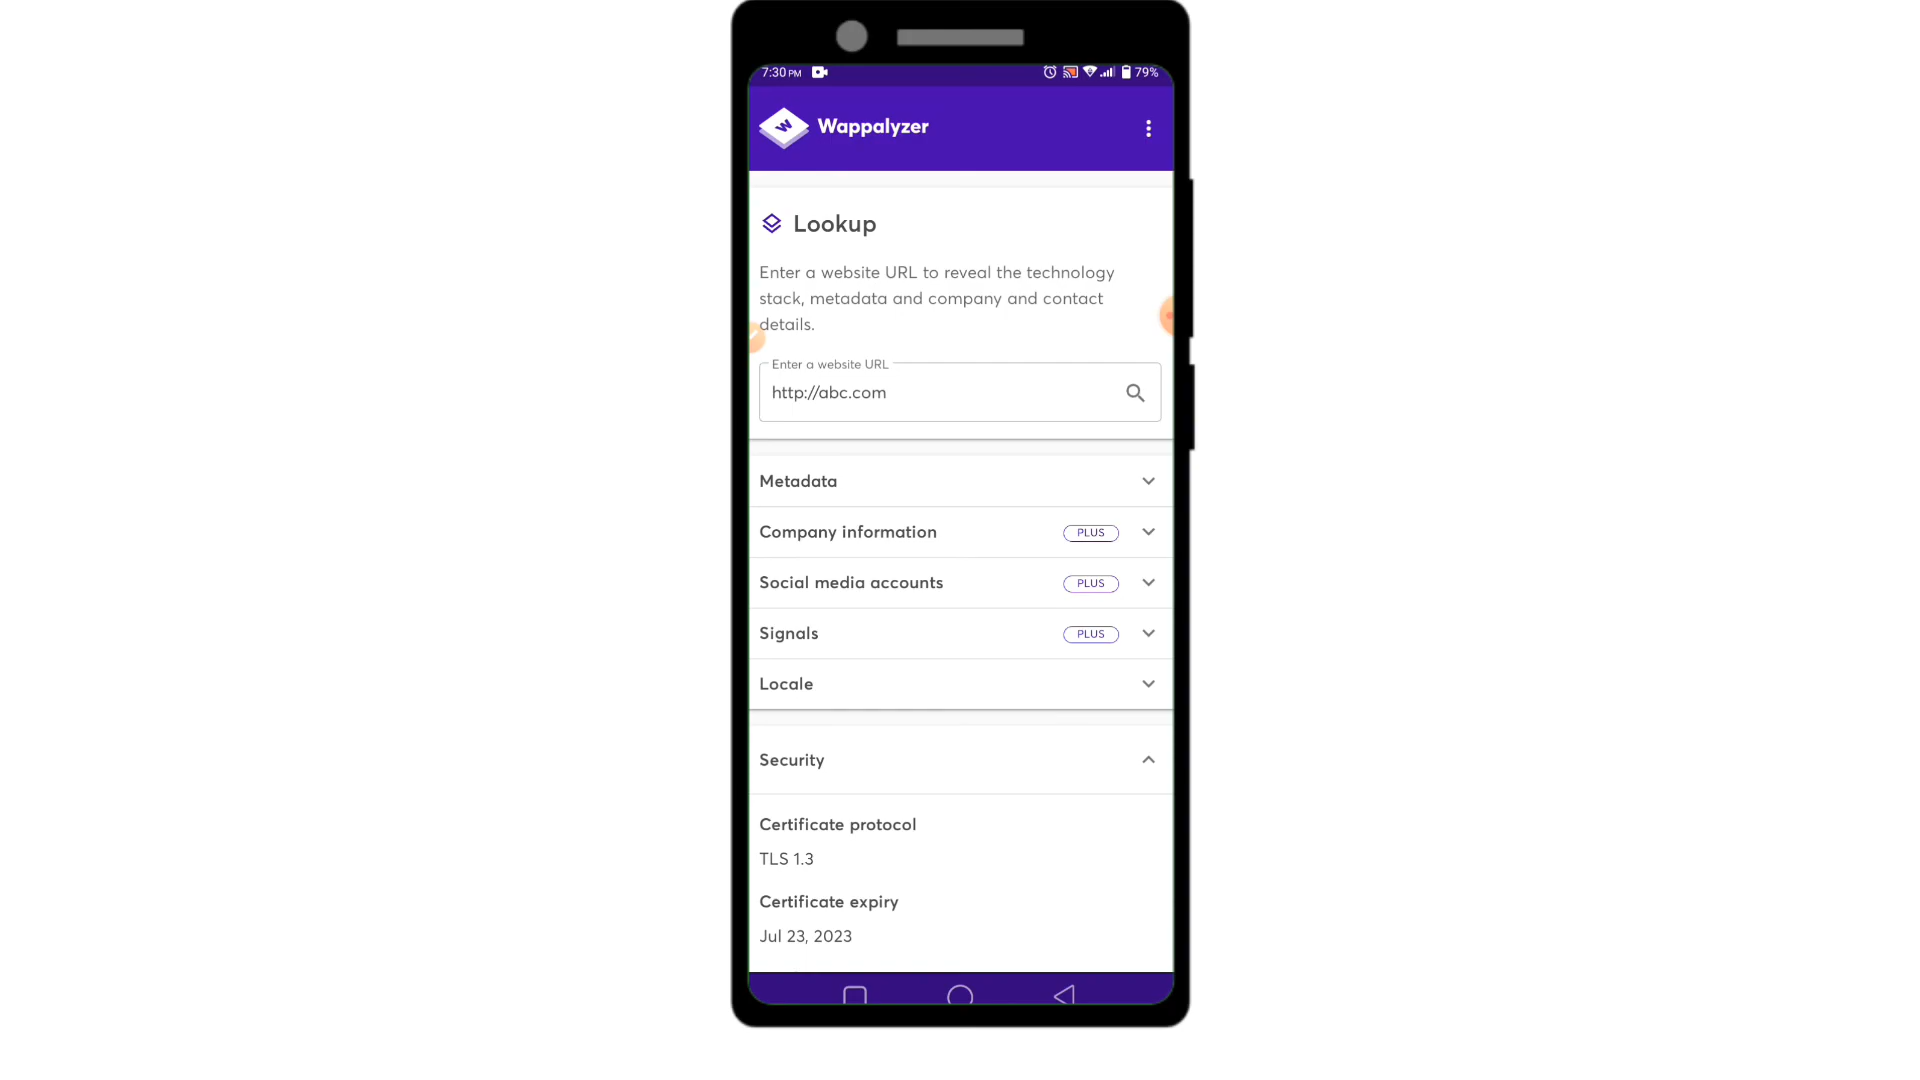 7:30 PM
79%
Wappalyzer
Lookup
Enter a website URL to reveal the technology
stack, metadata and company and contact
details.
Enter a website URL
http://abc.com
Metadata
Company information PLUS
Social media accounts PLUS
Signals PLUS
Locale
Security
Certificate protocol
TLS 1.3
Certificate expiry
Jul 23, 2023